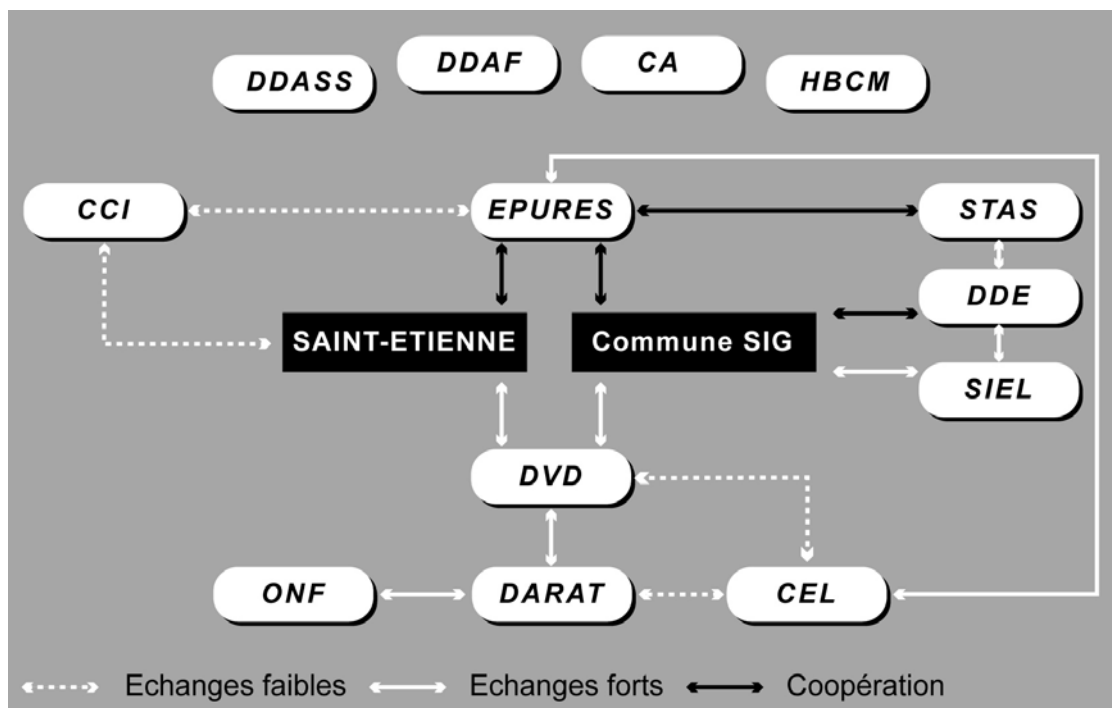 DDASS
DDAF
CA
HBCM
CCI
EPURES
STAS
DDE
SAINT-ETIENNE
Commune SIG
SIEL
DVD
ONF
DARAT
CEL
Echanges faibles
Echanges forts
Coopération